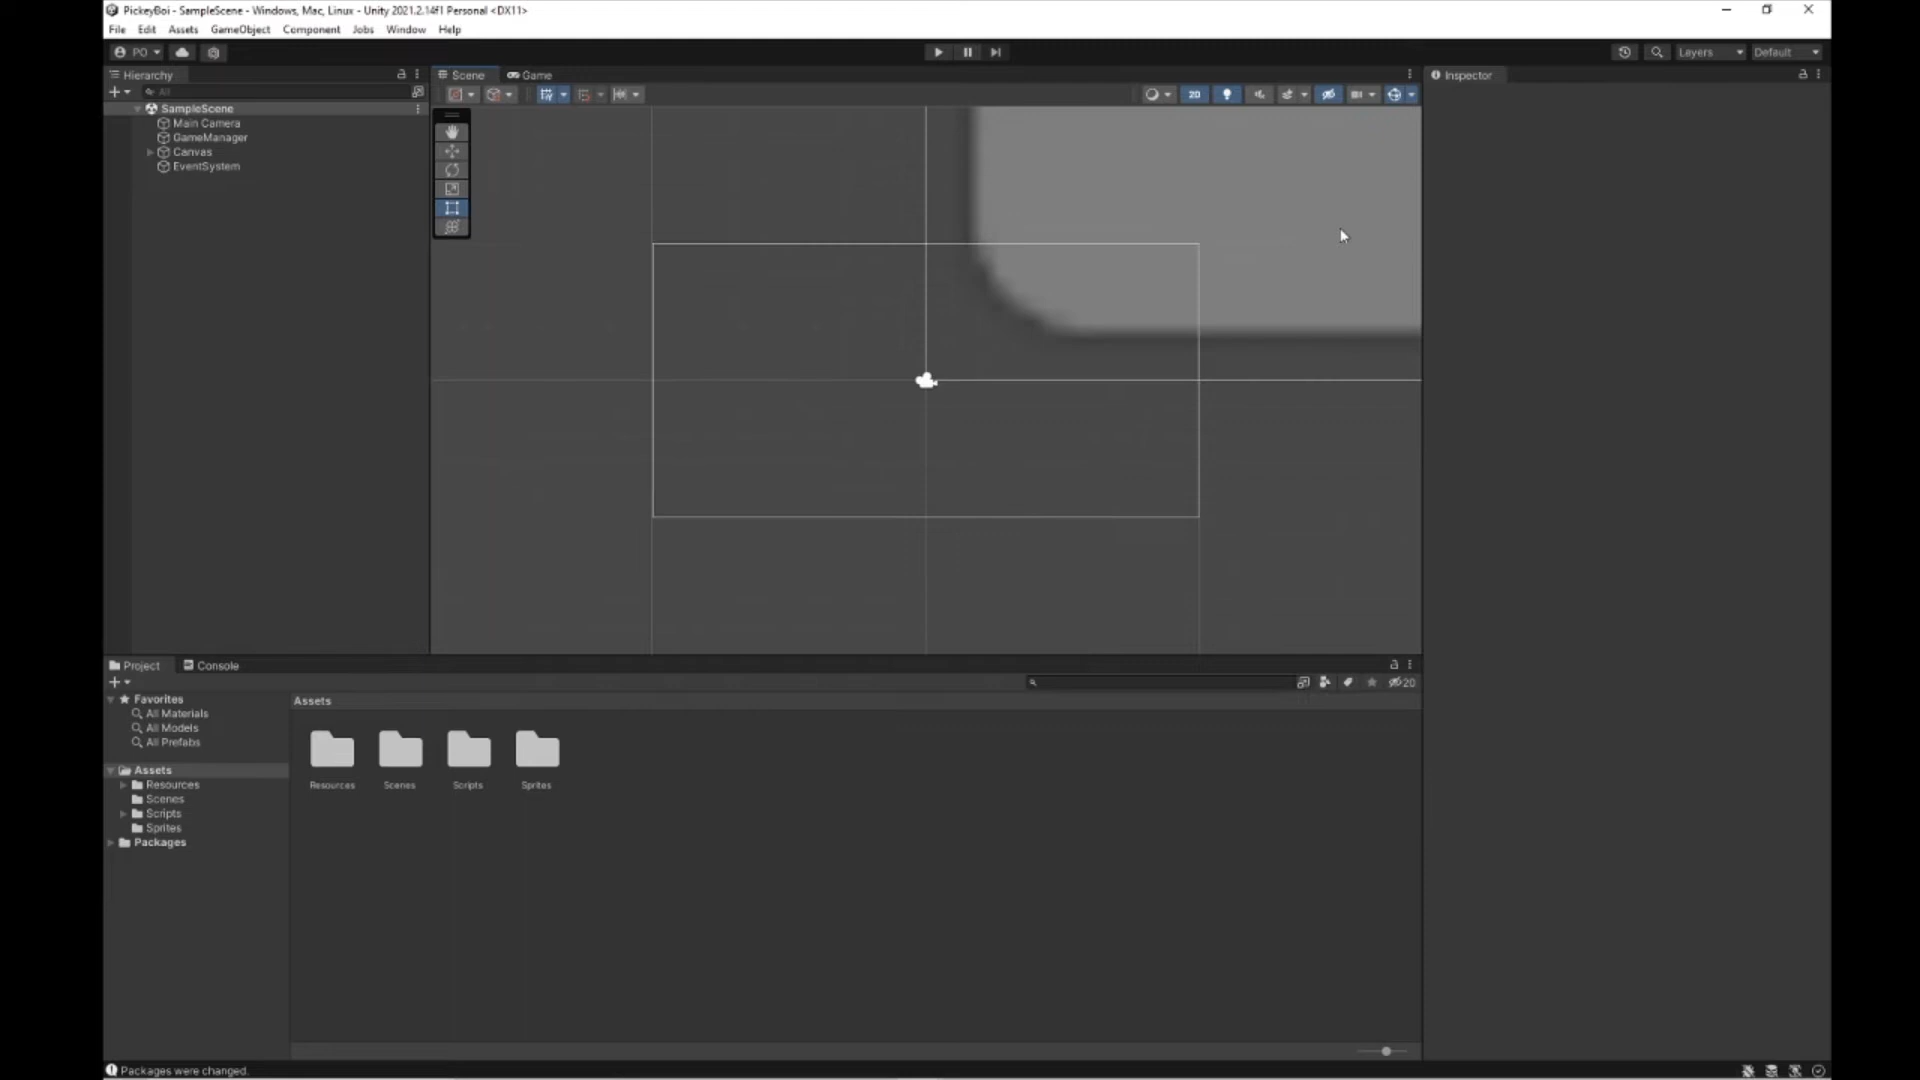 PickeyBoi - SampleScene - Windows, Mac, Linux - Unity 2021.2.14f1 Personal <DX11>
File Edit Assets GameObject Component Jobs Window Help
PO Layers Default
Hierarchy
All
SampleScene
Main Camera
GameManager
Canvas
EventSystem
Scene Game
2D
Inspector
Project Console
20
Favorites
All Materials
All Models
All Prefabs
Assets
Resources
Scenes
Scripts
Sprites
Packages
Assets
Resources Scenes Scripts Sprites
Packages were changed.